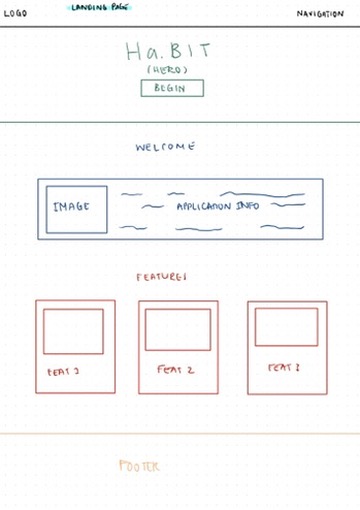 LANDING PAGE
LOGO NAVIGATION
Ha.BIT
(HERO)
BEGIN
WELCOME
IMAGE APPLICATION INFO
FEATURES
FEAT 1 FEAT 2 FEAT 3
FOOTER